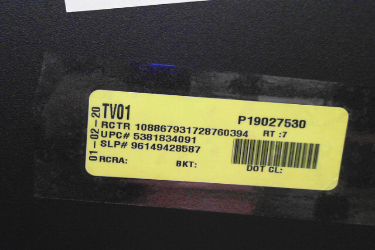 01-02-20
TV01 P19027530
RCTR 108867931728760394 RT :7
UPC# 5381834091
SLP# 96149428587
RCRA: BKT: DOT CL: